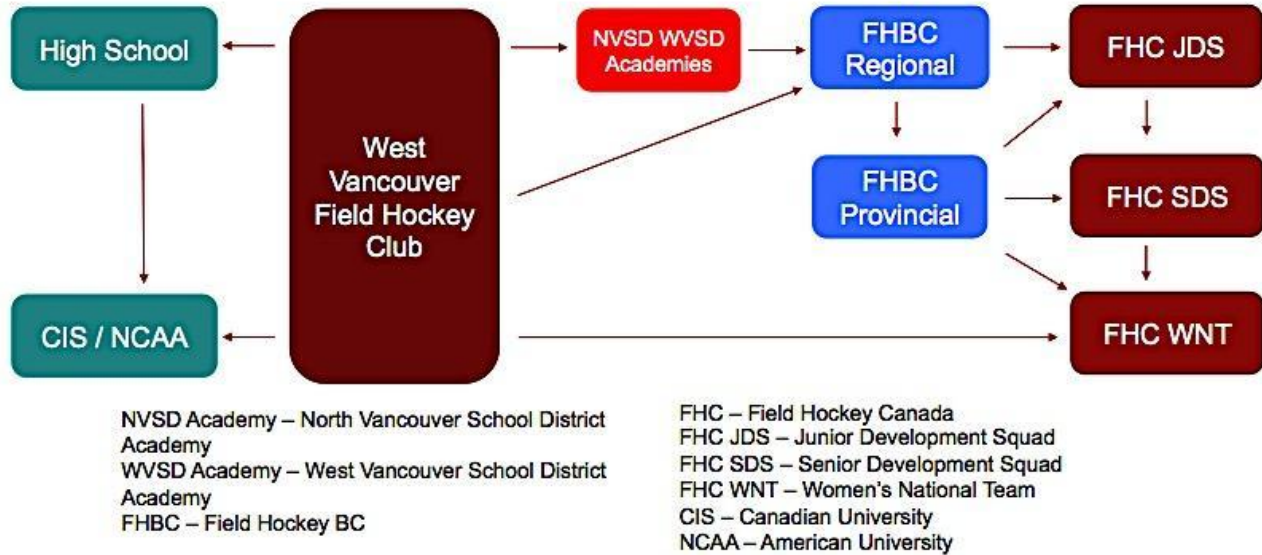 High School
West
Vancouver
Field Hockey
Club
NVSD WVSD
Academies
FHBC
Regional
FHC JDS
FHBC
Provincial
FHC SDS
CIS / NCAA
FHC WNT
NVSD Academy – North Vancouver School District
Academy
WVSD Academy – West Vancouver School District
Academy
FHBC – Field Hockey BC
FHC – Field Hockey Canada
FHC JDS – Junior Development Squad
FHC SDS – Senior Development Squad
FHC WNT – Women's National Team
CIS – Canadian University
NCAA – American University